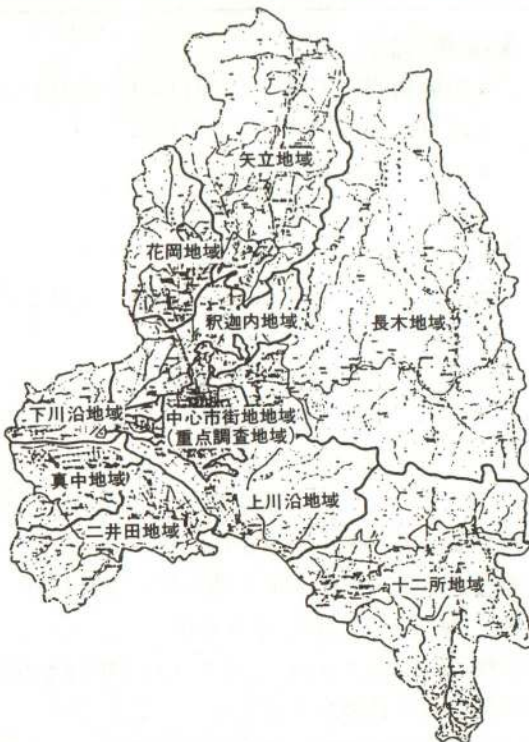 矢立地域
花岡地域
釈迦内地域
長木地域
下川沿地域
中心市街地地域
(重点調査地域)
真中地域
上川沿地域
二井田地域
十二所地域